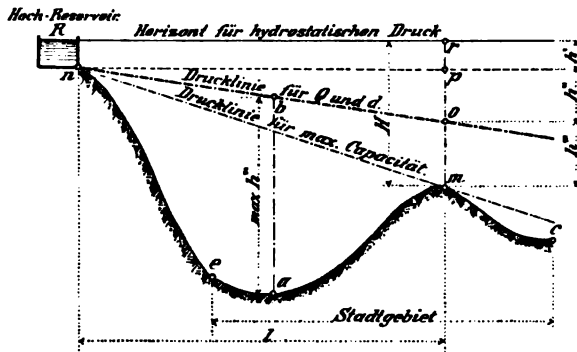 Hoch-Reservoir.
R
Horizont für hydrostatischen Druck
r
h'
n
p
Drucklinie für Q und d
b
h''
H
o
Drucklinie für max. Capacität
max h''
h'''
m
c
e
a
Stadtgebiet
l